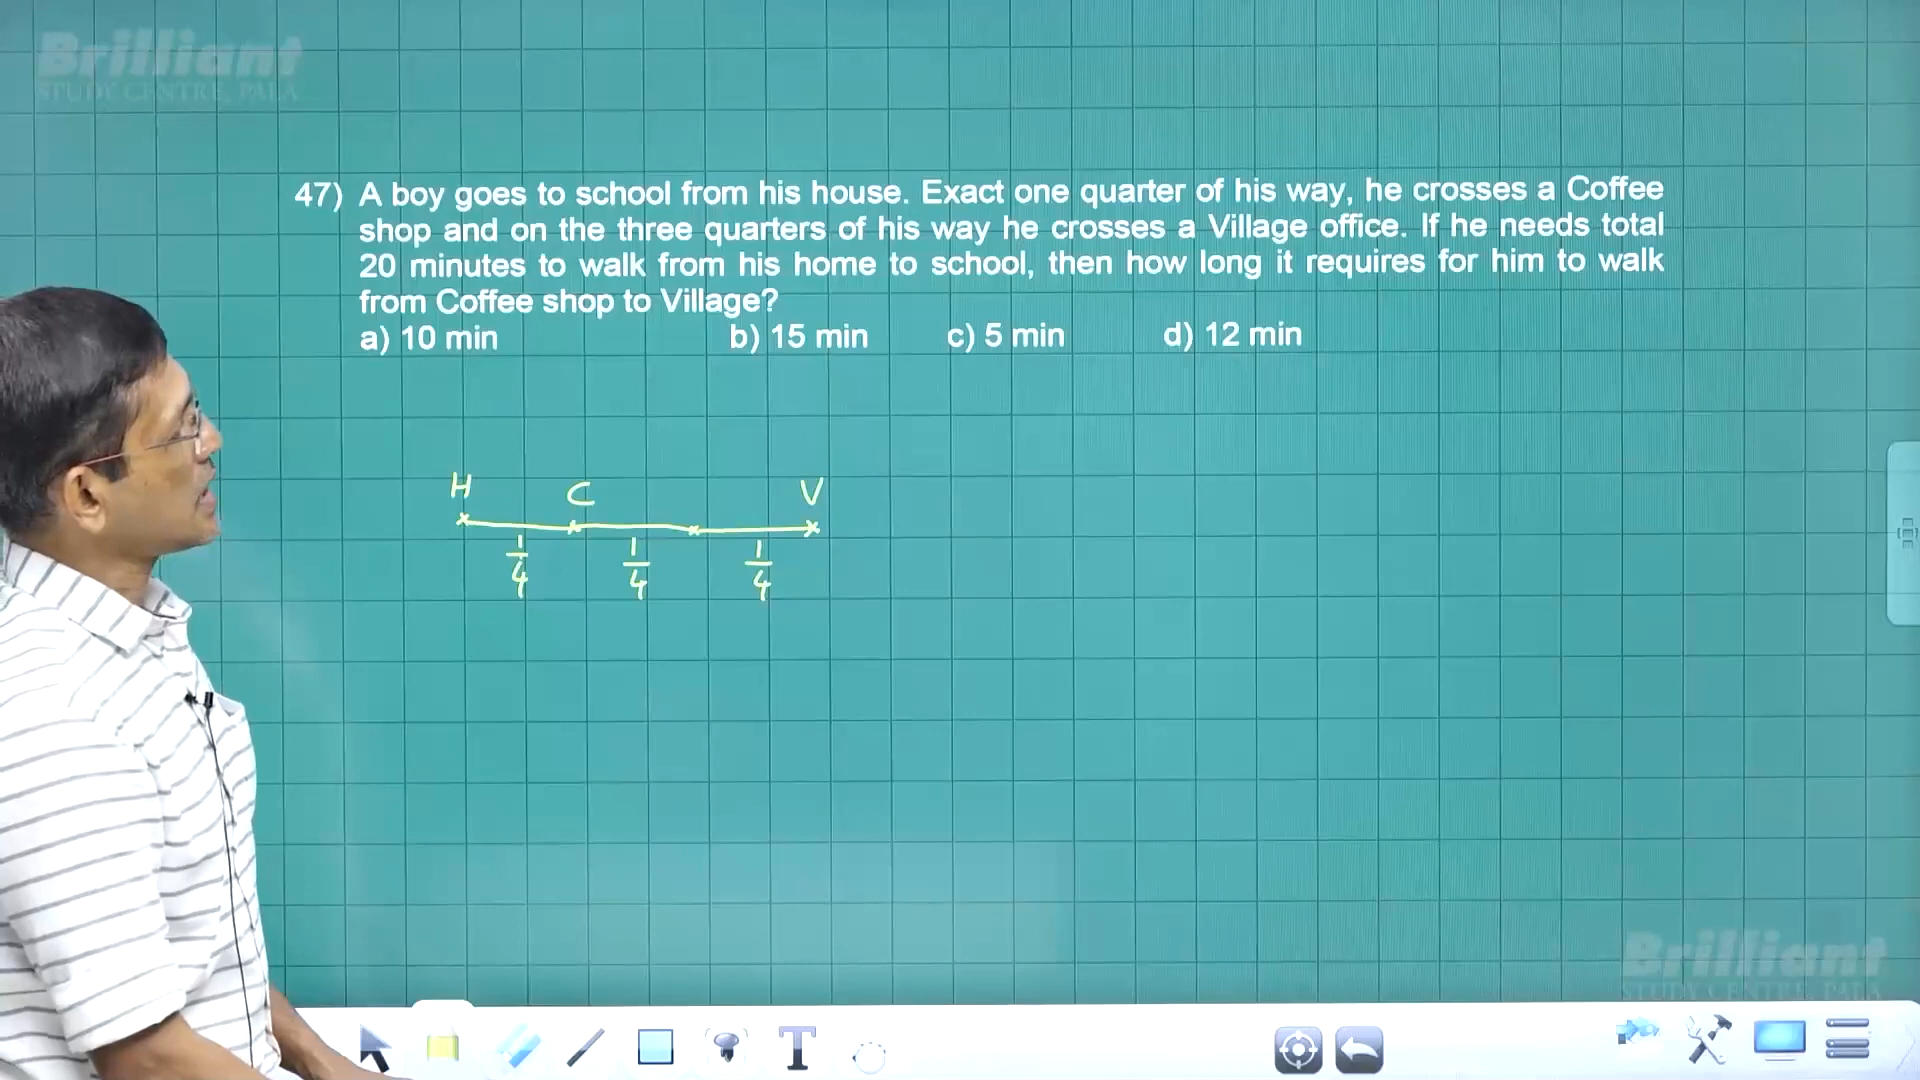 Brilliant
STUDY CENTRE, PALA
47) A boy goes to school from his house. Exact one quarter of his way, he crosses a Coffee
shop and on the three quarters of his way he crosses a Village office. If he needs total
20 minutes to walk from his home to school, then how long it requires for him to walk
from Coffee shop to Village?
a) 10 min b) 15 min c) 5 min d) 12 min
H C V
1/4 1/4 1/4
Brilliant
STUDY CENTRE, PALA
T